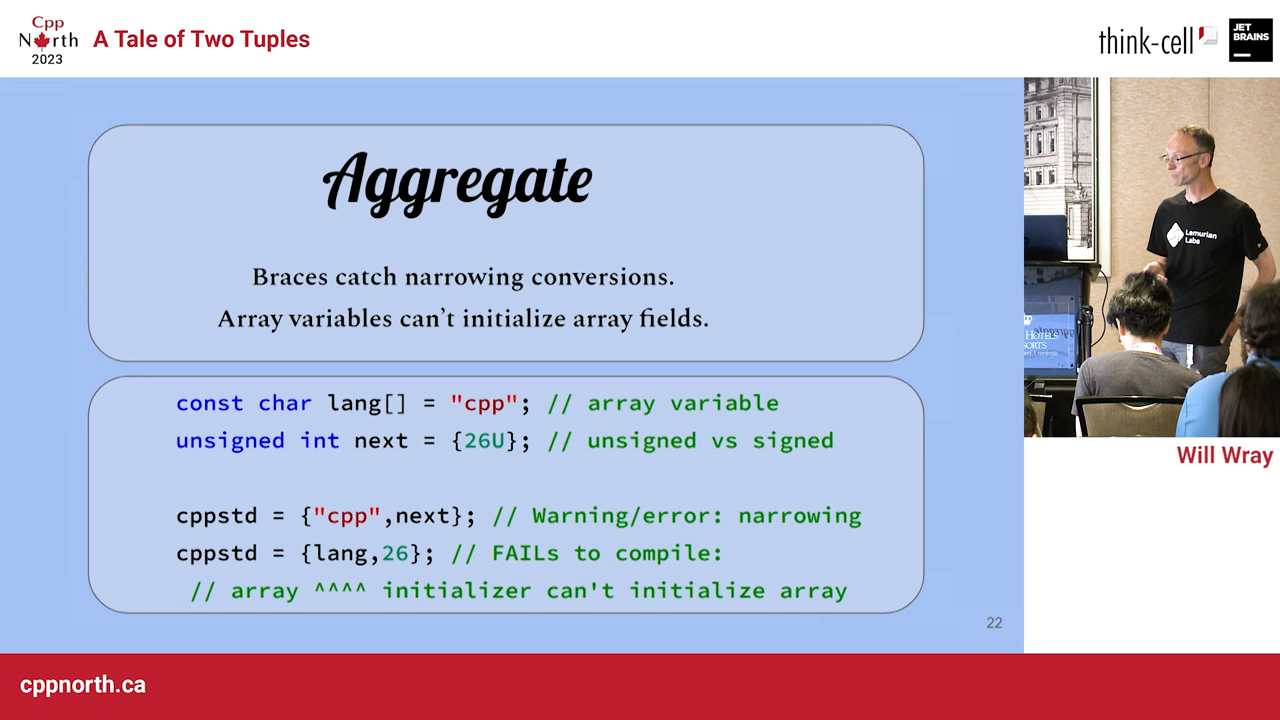 Cpp
North
2023
A Tale of Two Tuples
think-cell
JET
BRAINS
Aggregate
Braces catch narrowing conversions.
Array variables can't initialize array fields.
const char lang[] = "cpp"; // array variable
unsigned int next = {26U}; // unsigned vs signed
cppstd = {"cpp",next}; // Warning/error: narrowing
cppstd = {lang,26}; // FAILs to compile:
// array ^^^^ initializer can't initialize array
22
Lemurian
Labs
HOTELS
Will Wray
cppnorth.ca